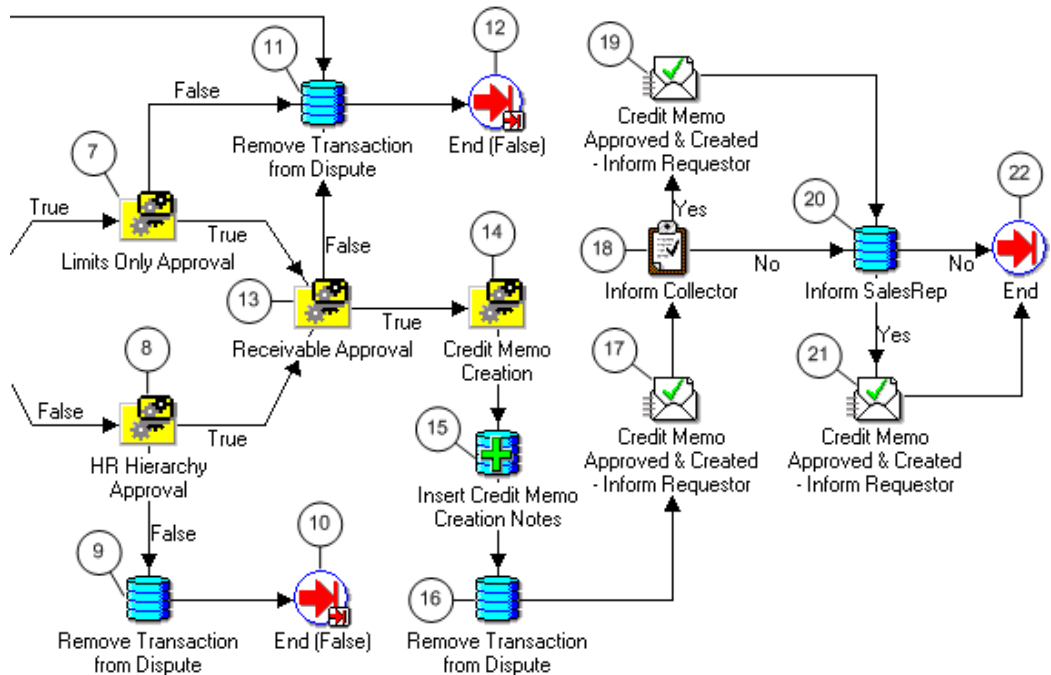 12
19
11
False
Credit Memo
Approved & Created
- Inform Requestor
Remove Transaction
from Dispute
End (False)
7
22
20
True
True
Yes
14
False
Limits Only Approval
18
No
No
13
Inform Collector
Inform SalesRep
End
True
Receivable Approval
Credit Memo
Creation
8
17
Yes
21
False
True
15
HR Hierarchy
Approval
Credit Memo
Approved & Created
- Inform Requestor
Credit Memo
Approved & Created
- Inform Requestor
Insert Credit Memo
Creation Notes
False
10
9
16
Remove Transaction
from Dispute
End (False)
Remove Transaction
from Dispute